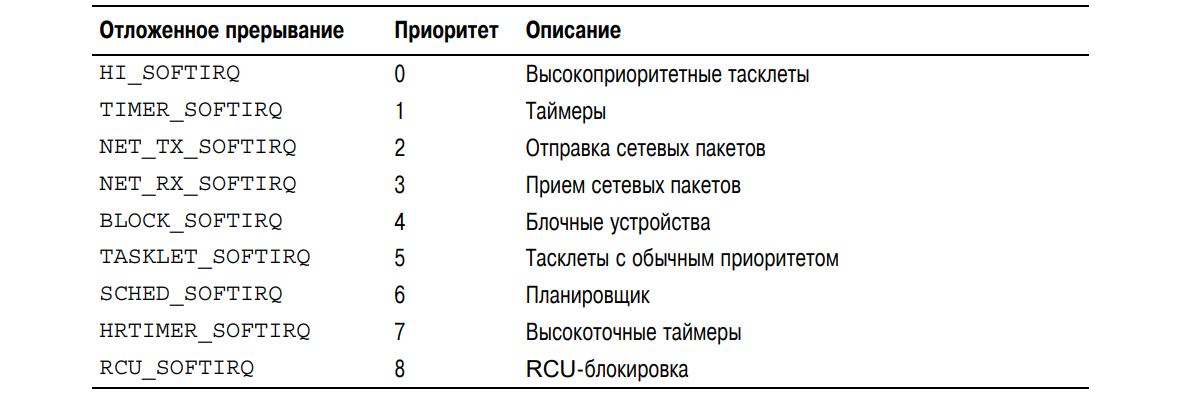 Отложенное прерывание Приоритет Описание
HI_SOFTIRQ 0 Высокоприоритетные тасклеты
TIMER_SOFTIRQ 1 Таймеры
NET_TX_SOFTIRQ 2 Отправка сетевых пакетов
NET_RX_SOFTIRQ 3 Прием сетевых пакетов
BLOCK_SOFTIRQ 4 Блочные устройства
TASKLET_SOFTIRQ 5 Тасклеты с обычным приоритетом
SCHED_SOFTIRQ 6 Планировщик
HRTIMER_SOFTIRQ 7 Высокоточные таймеры
RCU_SOFTIRQ 8 RCU-блокировка